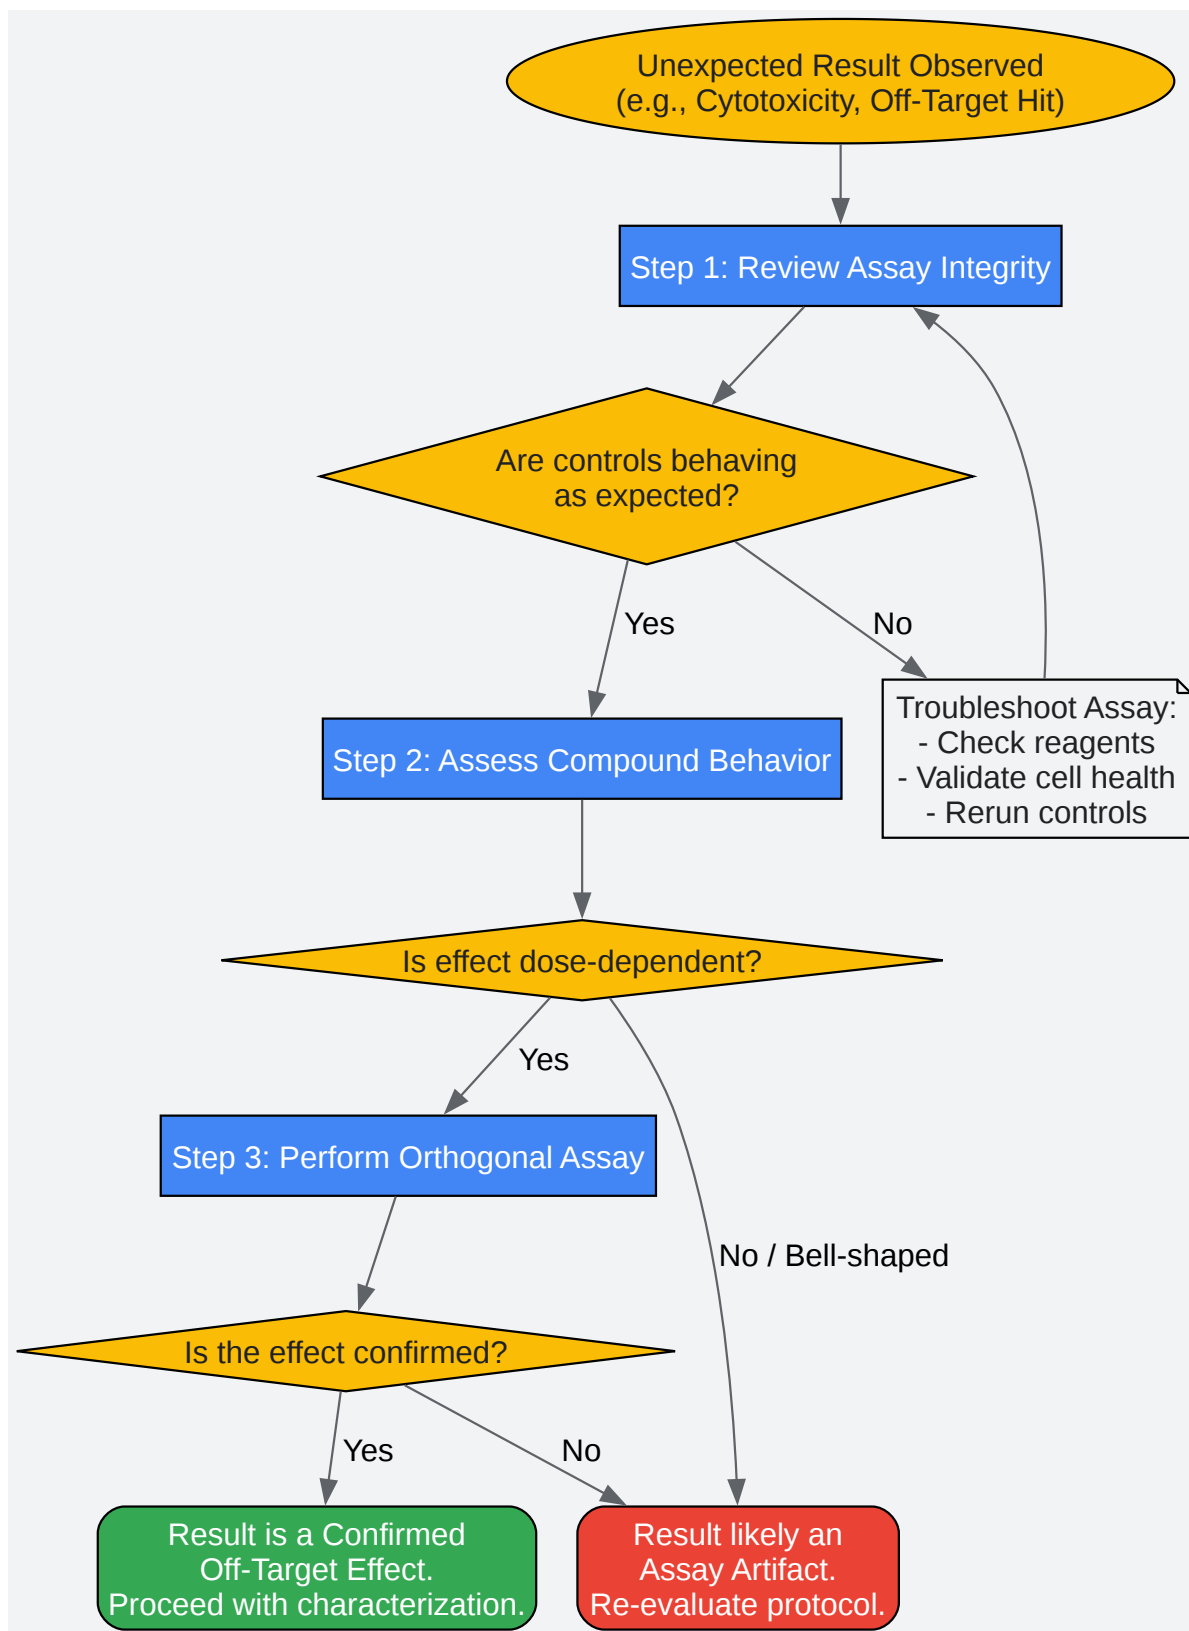 Unexpected Result Observed
(e.g., Cytotoxicity, Off-Target Hit)
Step 1: Review Assay Integrity
Are controls behaving
as expected?
Yes
No
Troubleshoot Assay:
- Check reagents
- Validate cell health
- Rerun controls
Step 2: Assess Compound Behavior
Is effect dose-dependent?
Yes
Step 3: Perform Orthogonal Assay
No / Bell-shaped
Is the effect confirmed?
Yes
No
Result is a Confirmed
Off-Target Effect.
Proceed with characterization.
Result likely an
Assay Artifact.
Re-evaluate protocol.